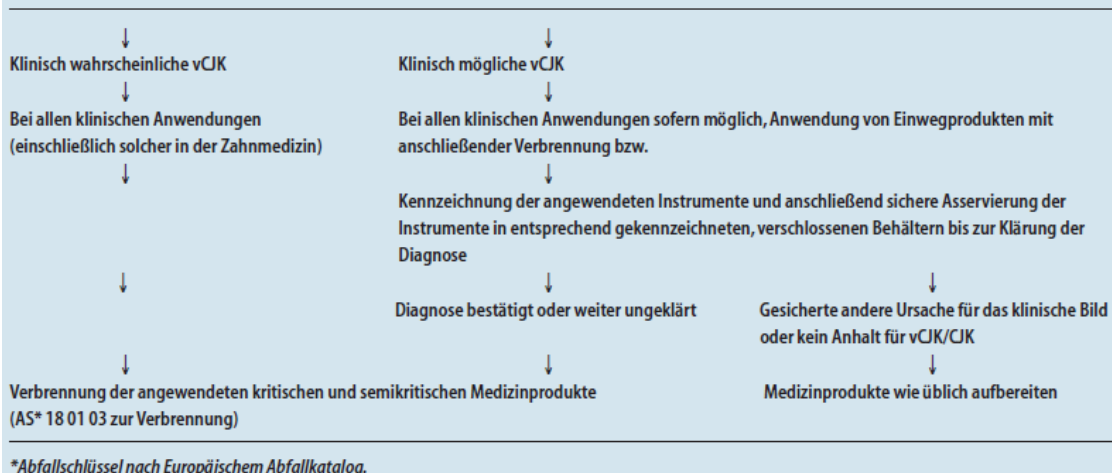 ↓ ↓
Klinisch wahrscheinliche vCJK Klinisch mögliche vCJK
↓ ↓
Bei allen klinischen Anwendungen Bei allen klinischen Anwendungen sofern möglich, Anwendung von Einwegprodukten mit
(einschließlich solcher in der Zahnmedizin) anschließender Verbrennung bzw.
↓ ↓
Kennzeichnung der angewendeten Instrumente und anschließend sichere Asservierung der
Instrumente in entsprechend gekennzeichneten, verschlossenen Behältern bis zur Klärung der
Diagnose
↓ ↓ ↓
Diagnose bestätigt oder weiter ungeklärt Gesicherte andere Ursache für das klinische Bild
oder kein Anhalt für vCJK/CJK
↓ ↓ ↓
Verbrennung der angewendeten kritischen und semikritischen Medizinprodukte Medizinprodukte wie üblich aufbereiten
(AS* 18 01 03 zur Verbrennung)
*Abfallschlüssel nach Europäischem Abfallkatalog.